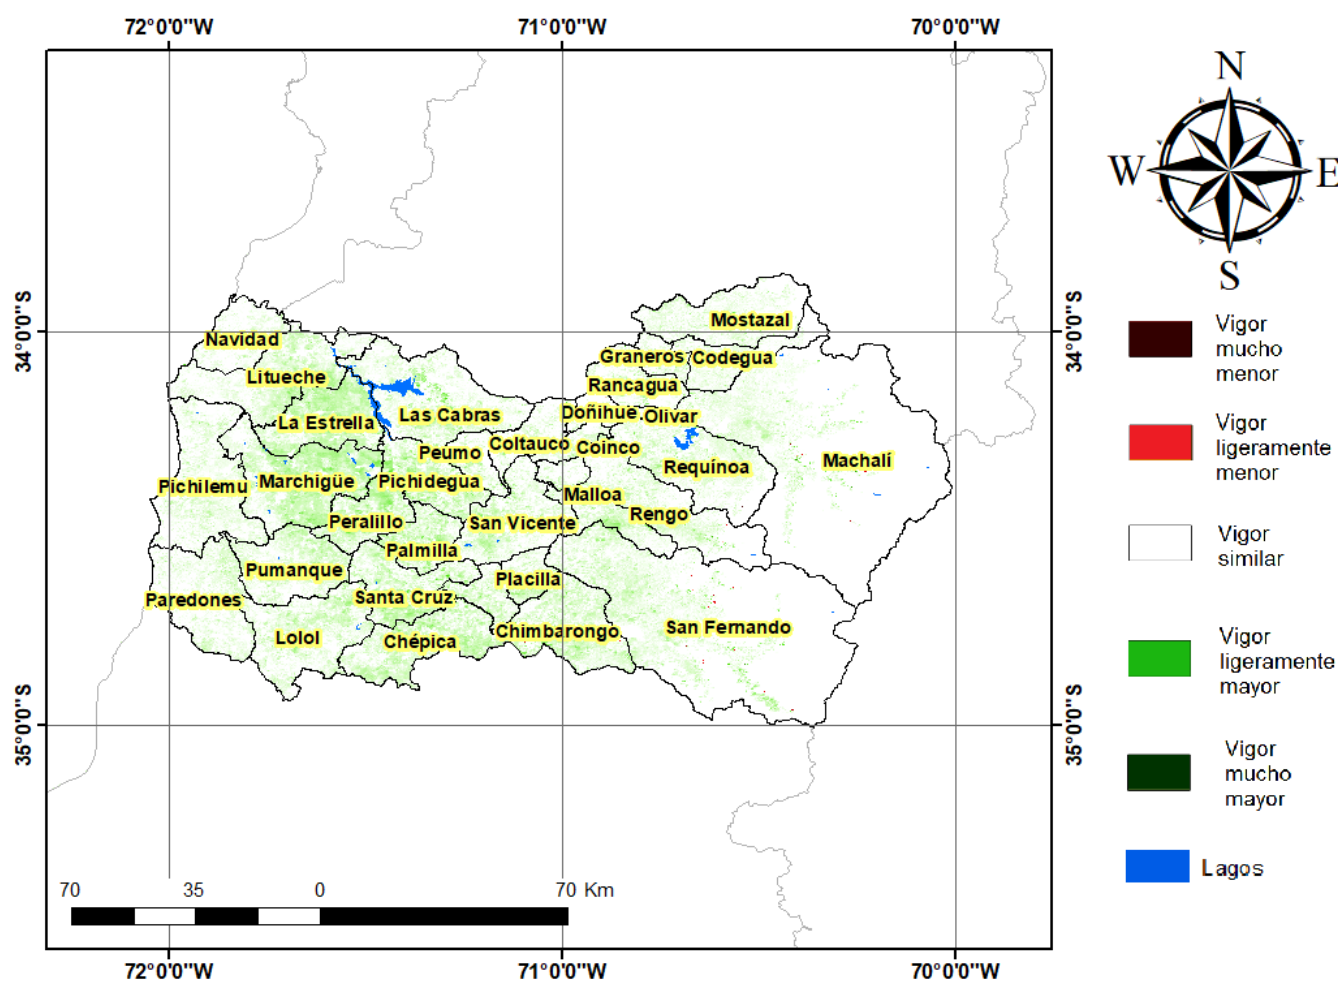 72°0'0"W 71°0'0"W 70°0'0"W
N
W E
S
34°0'0"S
34°0'0"S
35°0'0"S
35°0'0"S
Mostazal
Navidad
Graneros Codegua
Litueche
Rancagua
La Estrella
Las Cabras
Doñihue Olivar
Coltauco Coinco
Peumo
Requínoa
Machalí
Pichilemu
Marchigüe
Pichidegua
Malloa
Peralillo
San Vicente
Rengo
Palmilla
Pumanque
Placilla
Paredones
Santa Cruz
Lolol
Chépica
Chimbarongo
San Fernando
Vigor
mucho
menor
Vigor
ligeramente
menor
Vigor
similar
Vigor
ligeramente
mayor
Vigor
mucho
mayor
Lagos
70 35 0 70 Km
72°0'0"W 71°0'0"W 70°0'0"W